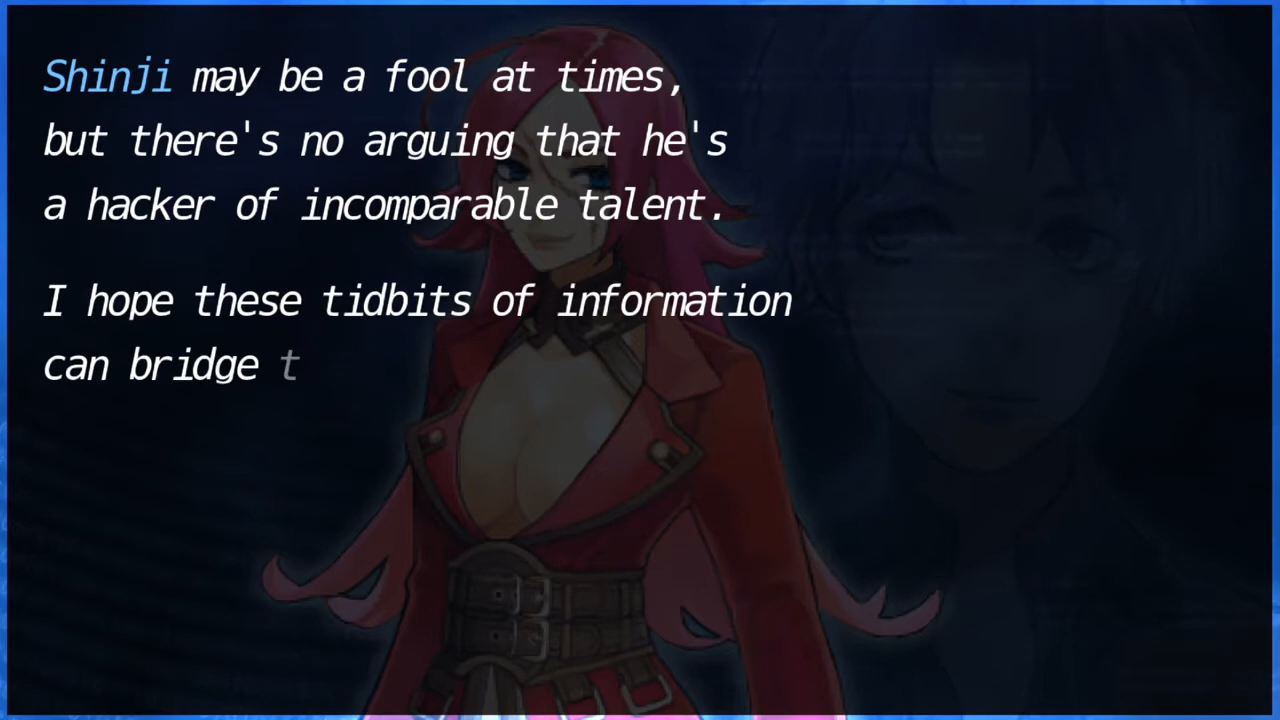 Shinji may be a fool at times,
but there's no arguing that he's
a hacker of incomparable talent.
I hope these tidbits of information
can bridge t